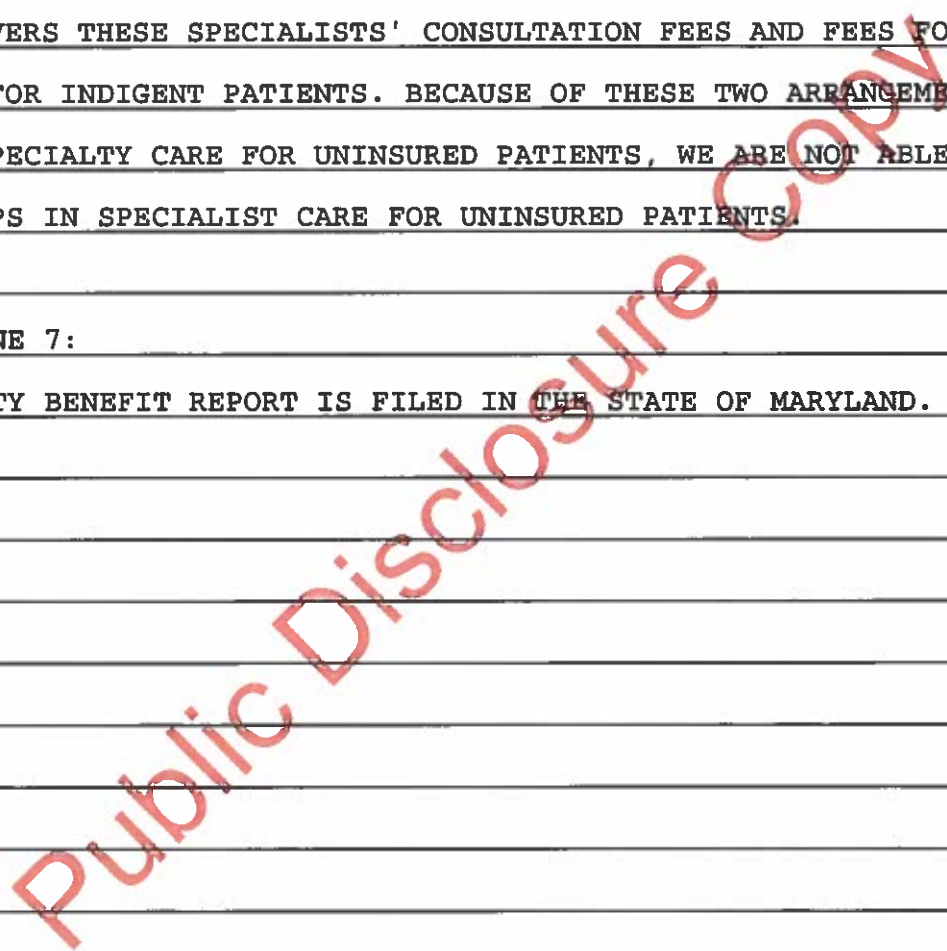 VERS THESE SPECIALISTS' CONSULTATION FEES AND FEES FO
FOR INDIGENT PATIENTS. BECAUSE OF THESE TWO ARRANGEME
PECIALTY CARE FOR UNINSURED PATIENTS, WE ARE NOT ABLE
PS IN SPECIALIST CARE FOR UNINSURED PATIENTS.
NE 7:
TY BENEFIT REPORT IS FILED IN THE STATE OF MARYLAND.
Public Disclosure Copy